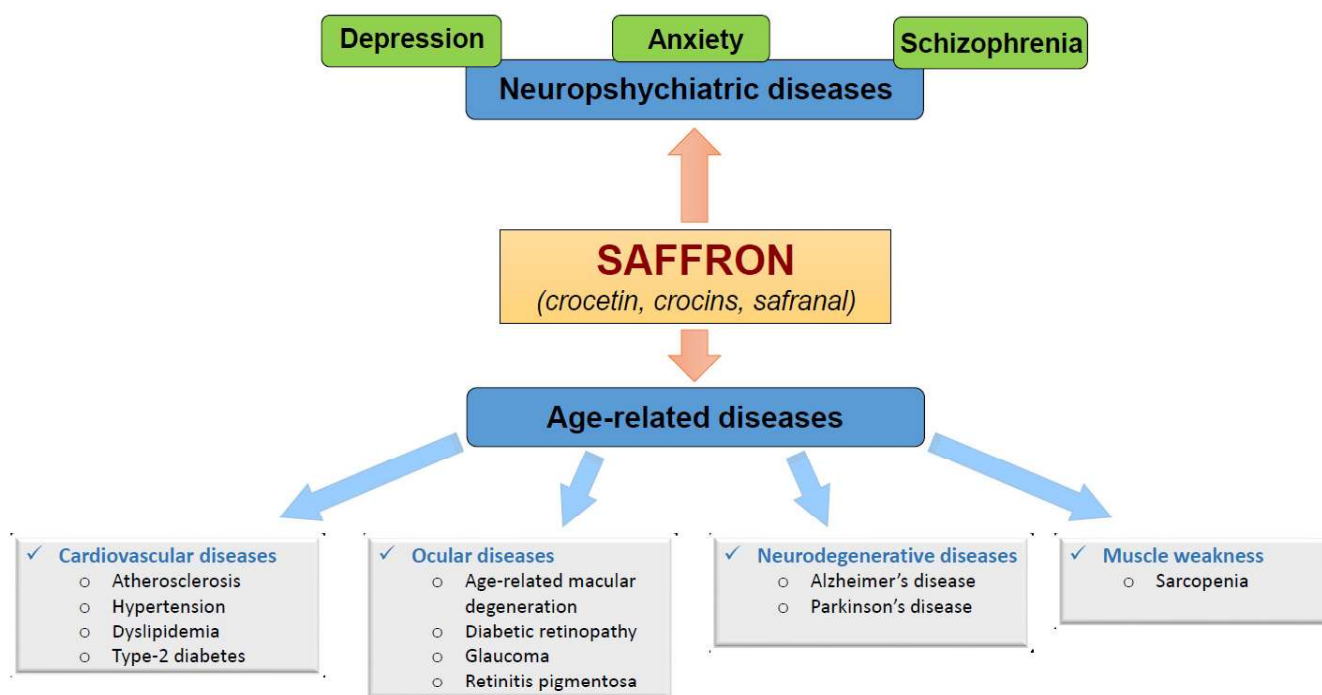 Depression
Anxiety
Schizophrenia
Neuropshychiatric diseases
SAFFRON
(crocetin, crocins, safranal)
Age-related diseases
✓ Cardiovascular diseases
o Atherosclerosis
o Hypertension
o Dyslipidemia
o Type-2 diabetes
✓ Ocular diseases
o Age-related macular
degeneration
o Diabetic retinopathy
o Glaucoma
o Retinitis pigmentosa
✓ Neurodegenerative diseases
o Alzheimer’s disease
o Parkinson’s disease
✓ Muscle weakness
o Sarcopenia